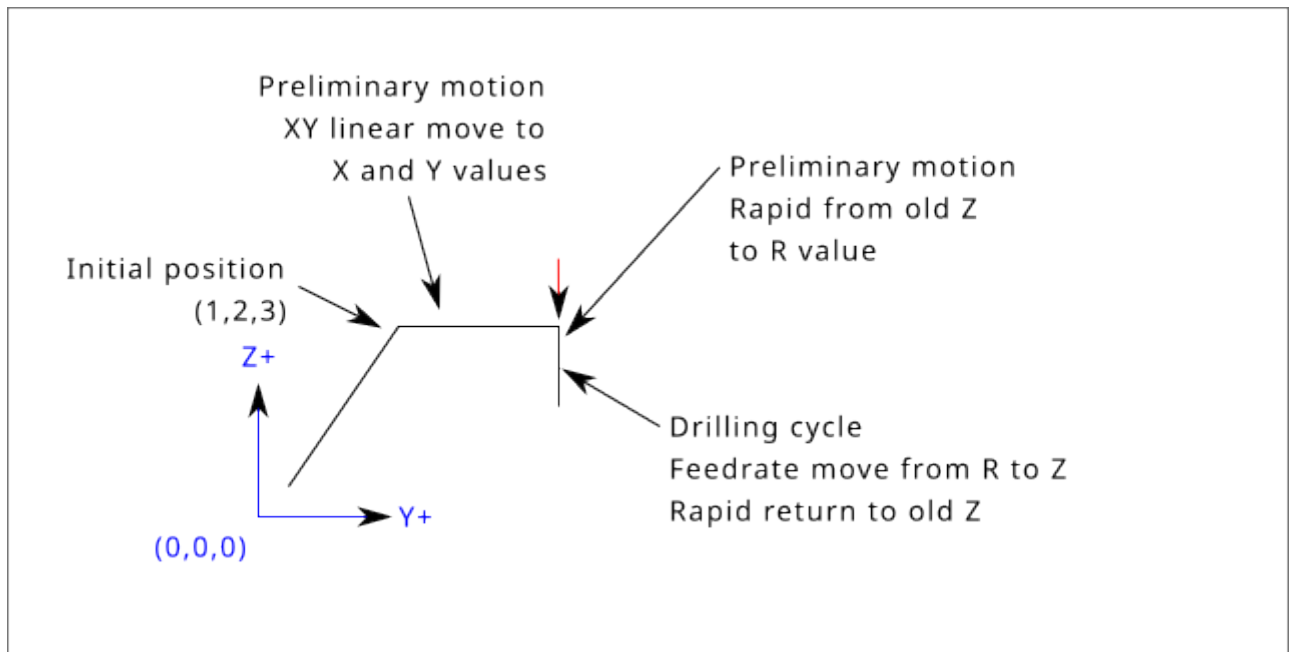 Preliminary motion
XY linear move to
X and Y values
Preliminary motion
Rapid from old Z
to R value
Initial position
(1,2,3)
Z+
Drilling cycle
Feedrate move from R to Z
Rapid return to old Z
Y+
(0,0,0)